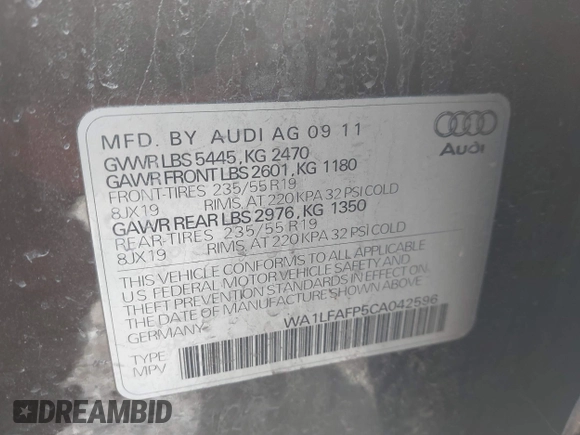 MFD. BY AUDI AG 09 11
GVWR LBS 5445, KG 2470
GAWR FRONT LBS 2601, KG 1180
FRONT-TIRES 235/55 R19
8JX19 RIMS, AT 220 KPA 32 PSI COLD
GAWR REAR LBS 2976, KG 1350
REAR-TIRES 235/55 R19
8JX19 RIMS, AT 220 KPA 32 PSI COLD
THIS VEHICLE CONFORMS TO ALL APPLICABLE
US FEDERAL MOTOR VEHICLE SAFETY AND
THEFT PREVENTION STANDARDS IN EFFECT ON
THE DATE OF MANUFACTURE SHOWN ABOVE.
GERMANY
WA1LFAFP5CA042596
TYPE
MPV
Audi
DREAMBID